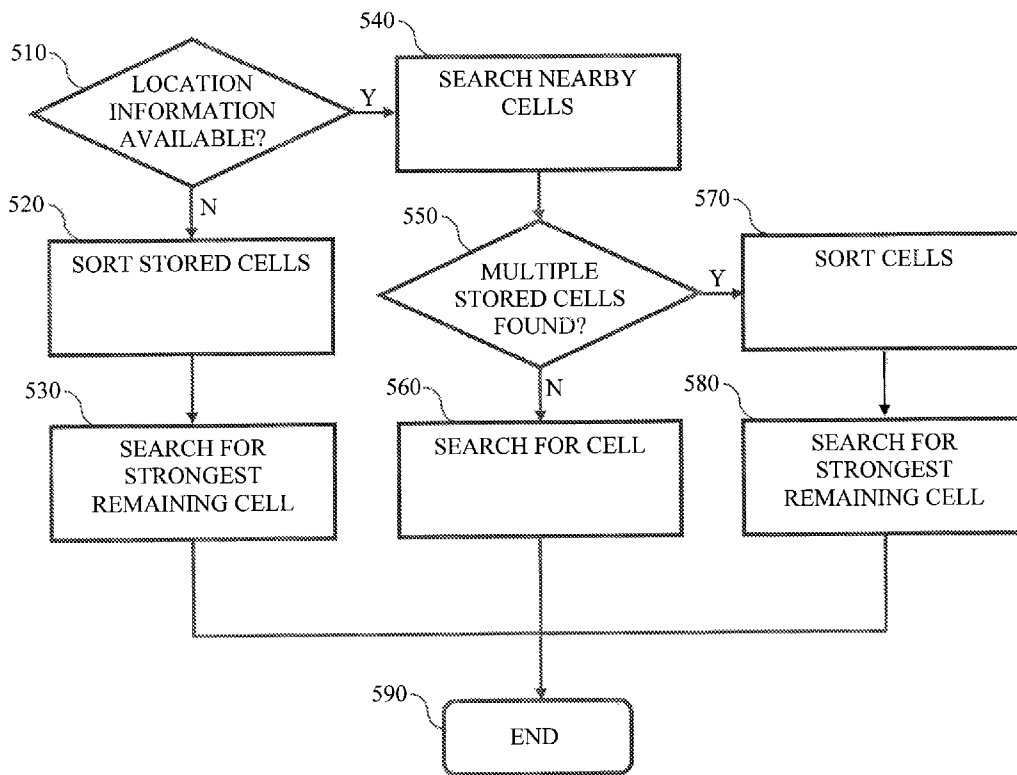 510
LOCATION
INFORMATION
AVAILABLE?
Y
N
540
SEARCH NEARBY
CELLS
520
SORT STORED CELLS
550
MULTIPLE
STORED CELLS
FOUND?
Y
N
570
SORT CELLS
530
SEARCH FOR
STRONGEST
REMAINING CELL
560
SEARCH FOR CELL
580
SEARCH FOR
STRONGEST
REMAINING CELL
590
END